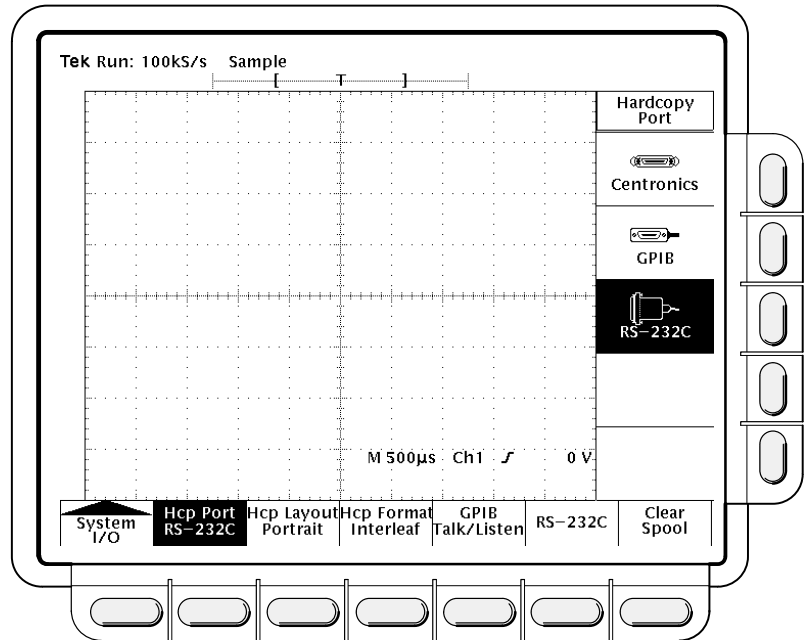 Tek Run: 100kS/s Sample
[ T ]
Hardcopy
Port
Centronics
GPIB
RS-232C
M 500µs Ch1 0 V
System
I/O
Hcp Port
RS-232C
Hcp Layout
Portrait
Hcp Format
Interleaf
GPIB
Talk/Listen
RS-232C
Clear
Spool